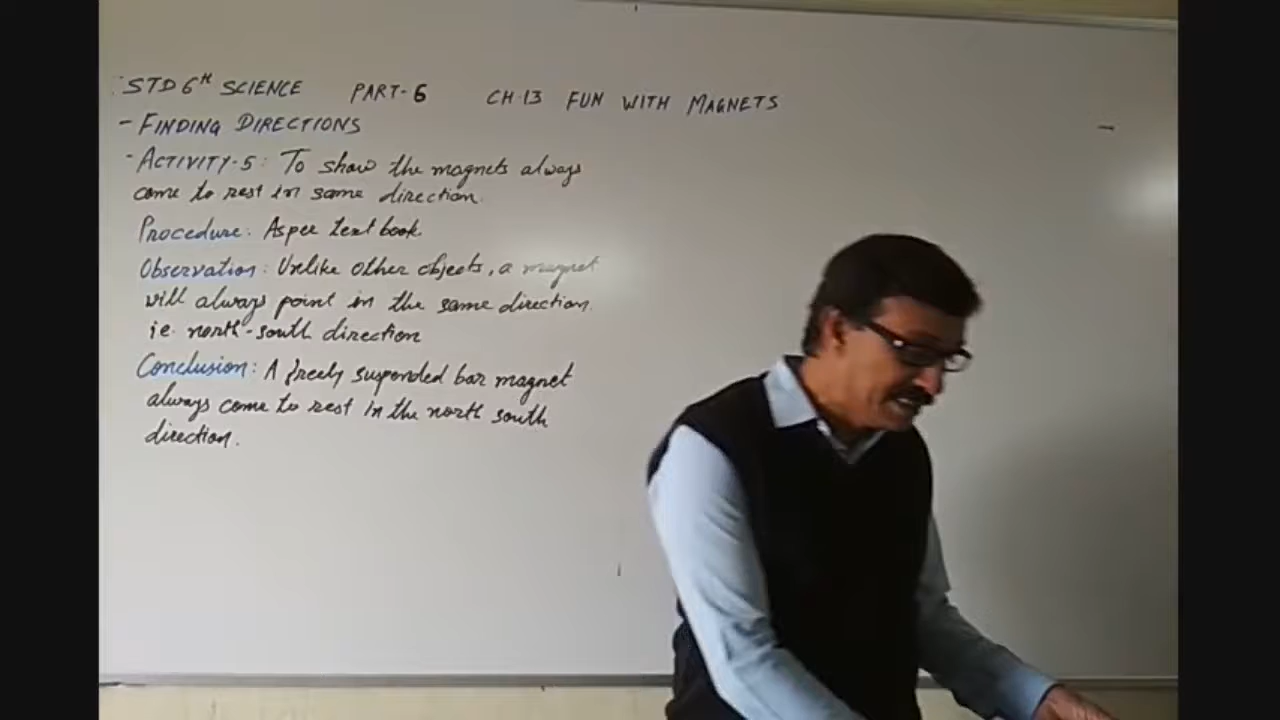 STD 6th SCIENCE PART-6 CH.13 FUN WITH MAGNETS
- FINDING DIRECTIONS
- ACTIVITY-5: To show the magnets always
come to rest in same direction.
Procedure: As per text book
Observation: Unlike other objects, a magnet
will always point in the same direction.
i.e. north-south direction
Conclusion: A freely suspended bar magnet
always come to rest in the north south
direction.